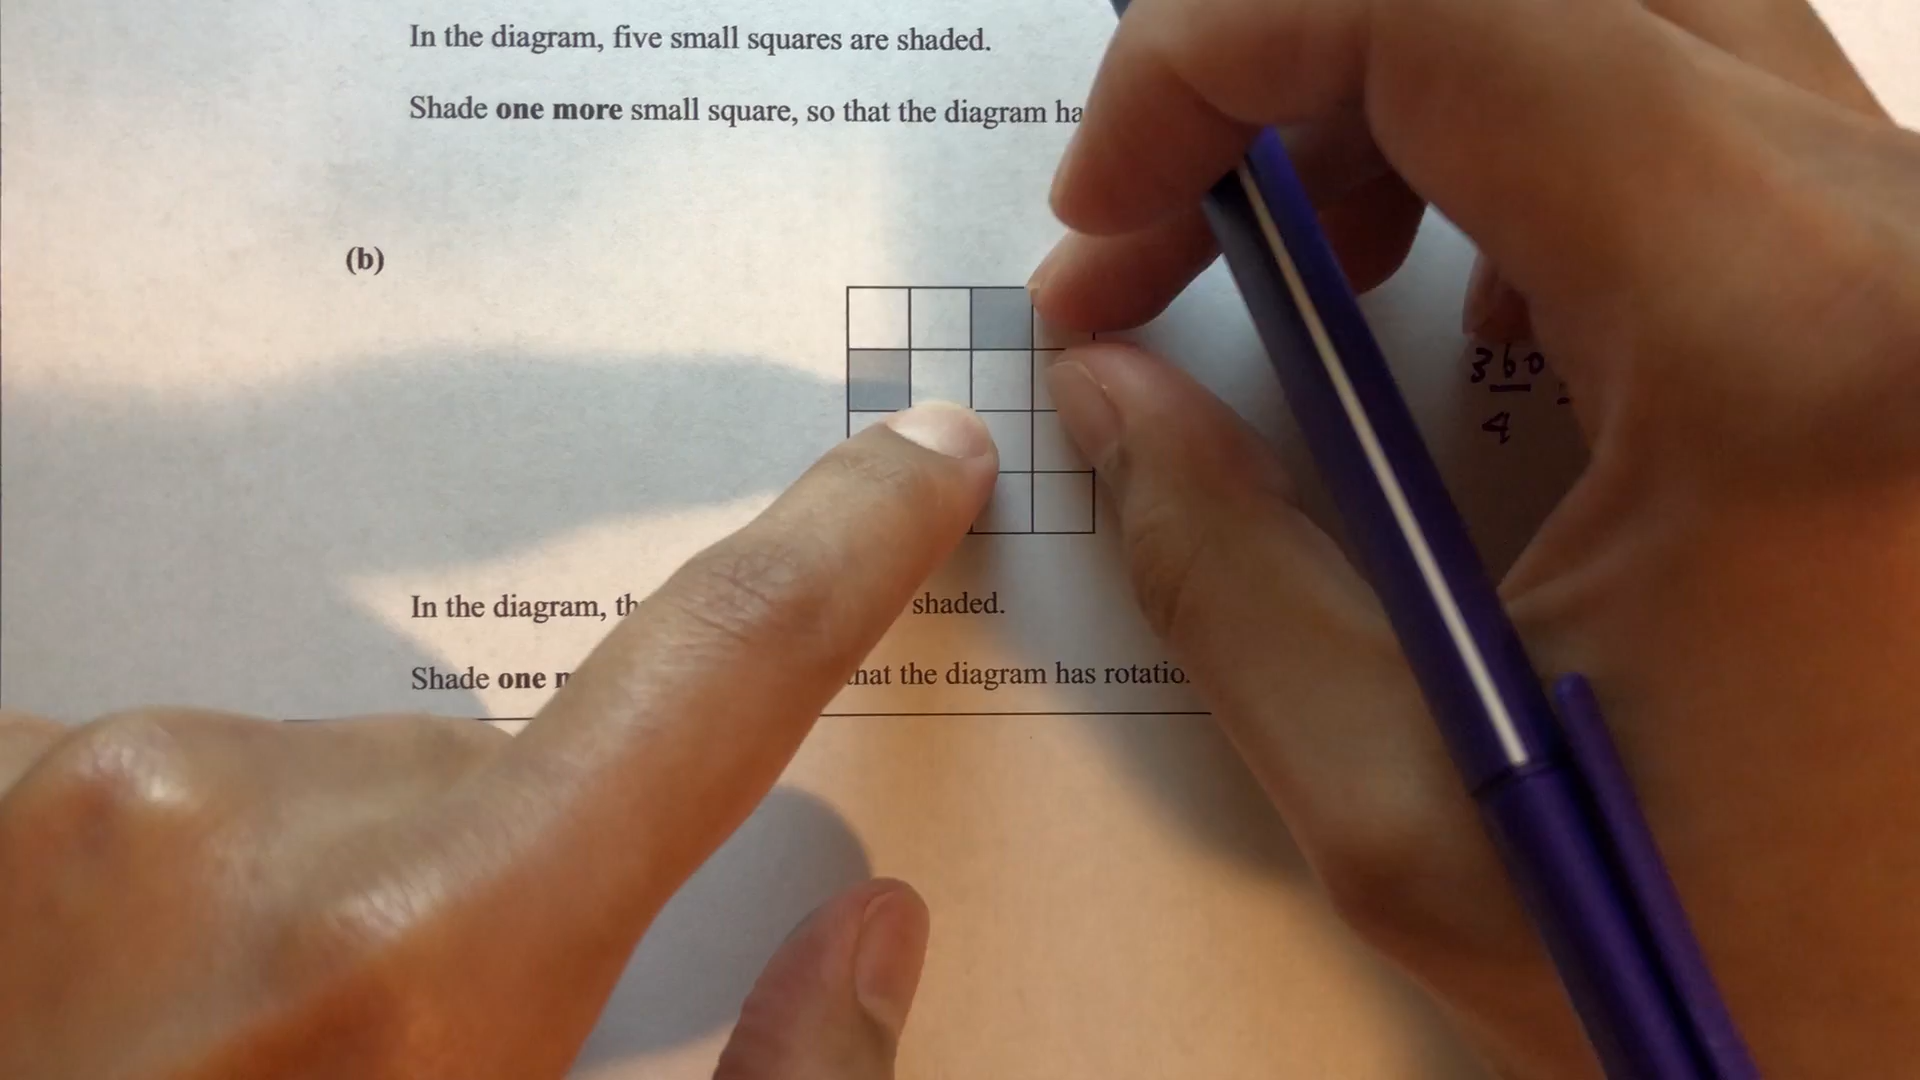 In the diagram, five small squares are shaded.
Shade one more small square, so that the diagram ha
(b)
360
4
In the diagram, th shaded.
Shade one hat the diagram has rotatio